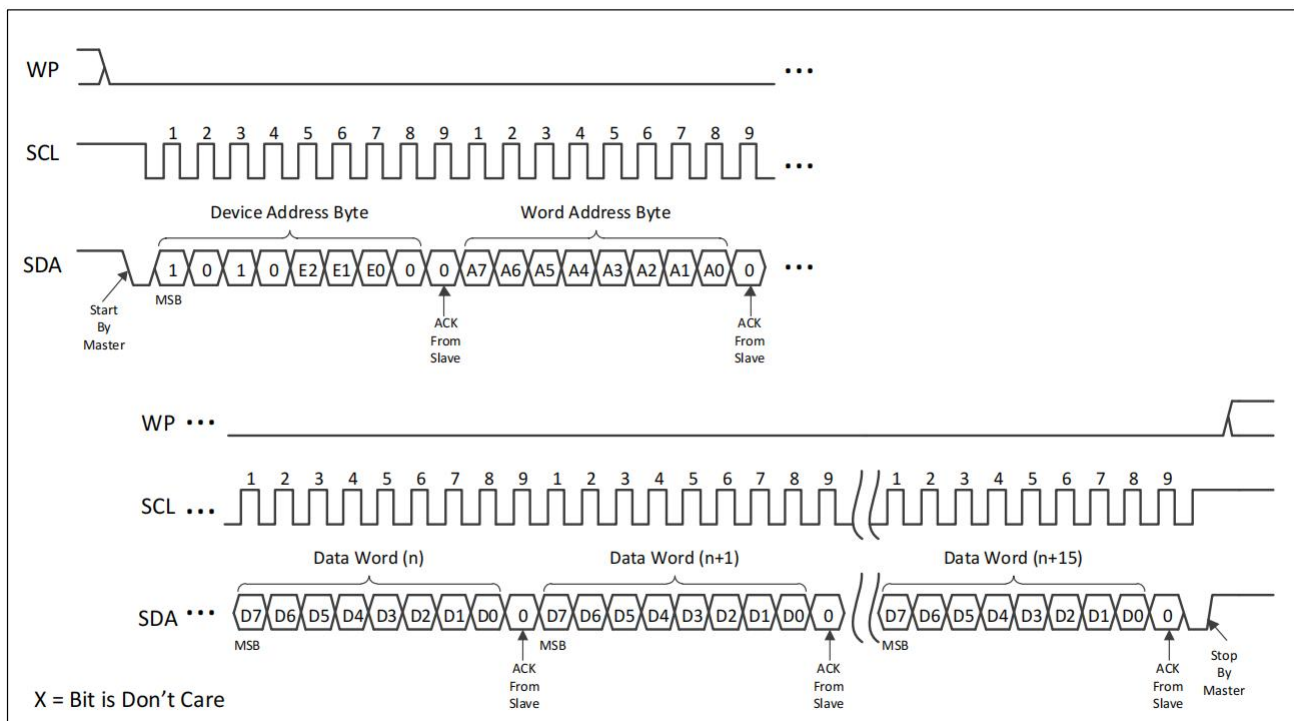 WP •••
1 2 3 4 5 6 7 8 9 1 2 3 4 5 6 7 8 9
SCL •••
Device Address Byte Word Address Byte
SDA 1 0 1 0 E2 E1 E0 0 0 A7 A6 A5 A4 A3 A2 A1 A0 0 •••
MSB
Start
By
Master
ACK
From
Slave
ACK
From
Slave
WP •••
1 2 3 4 5 6 7 8 9 1 2 3 4 5 6 7 8 9 1 2 3 4 5 6 7 8 9
SCL •••
Data Word (n) Data Word (n+1) Data Word (n+15)
SDA ••• D7 D6 D5 D4 D3 D2 D1 D0 0 D7 D6 D5 D4 D3 D2 D1 D0 0 D7 D6 D5 D4 D3 D2 D1 D0 0
MSB MSB MSB
ACK
From
Slave
ACK
From
Slave
ACK
From
Slave
Stop
By
Master
X = Bit is Don’t Care